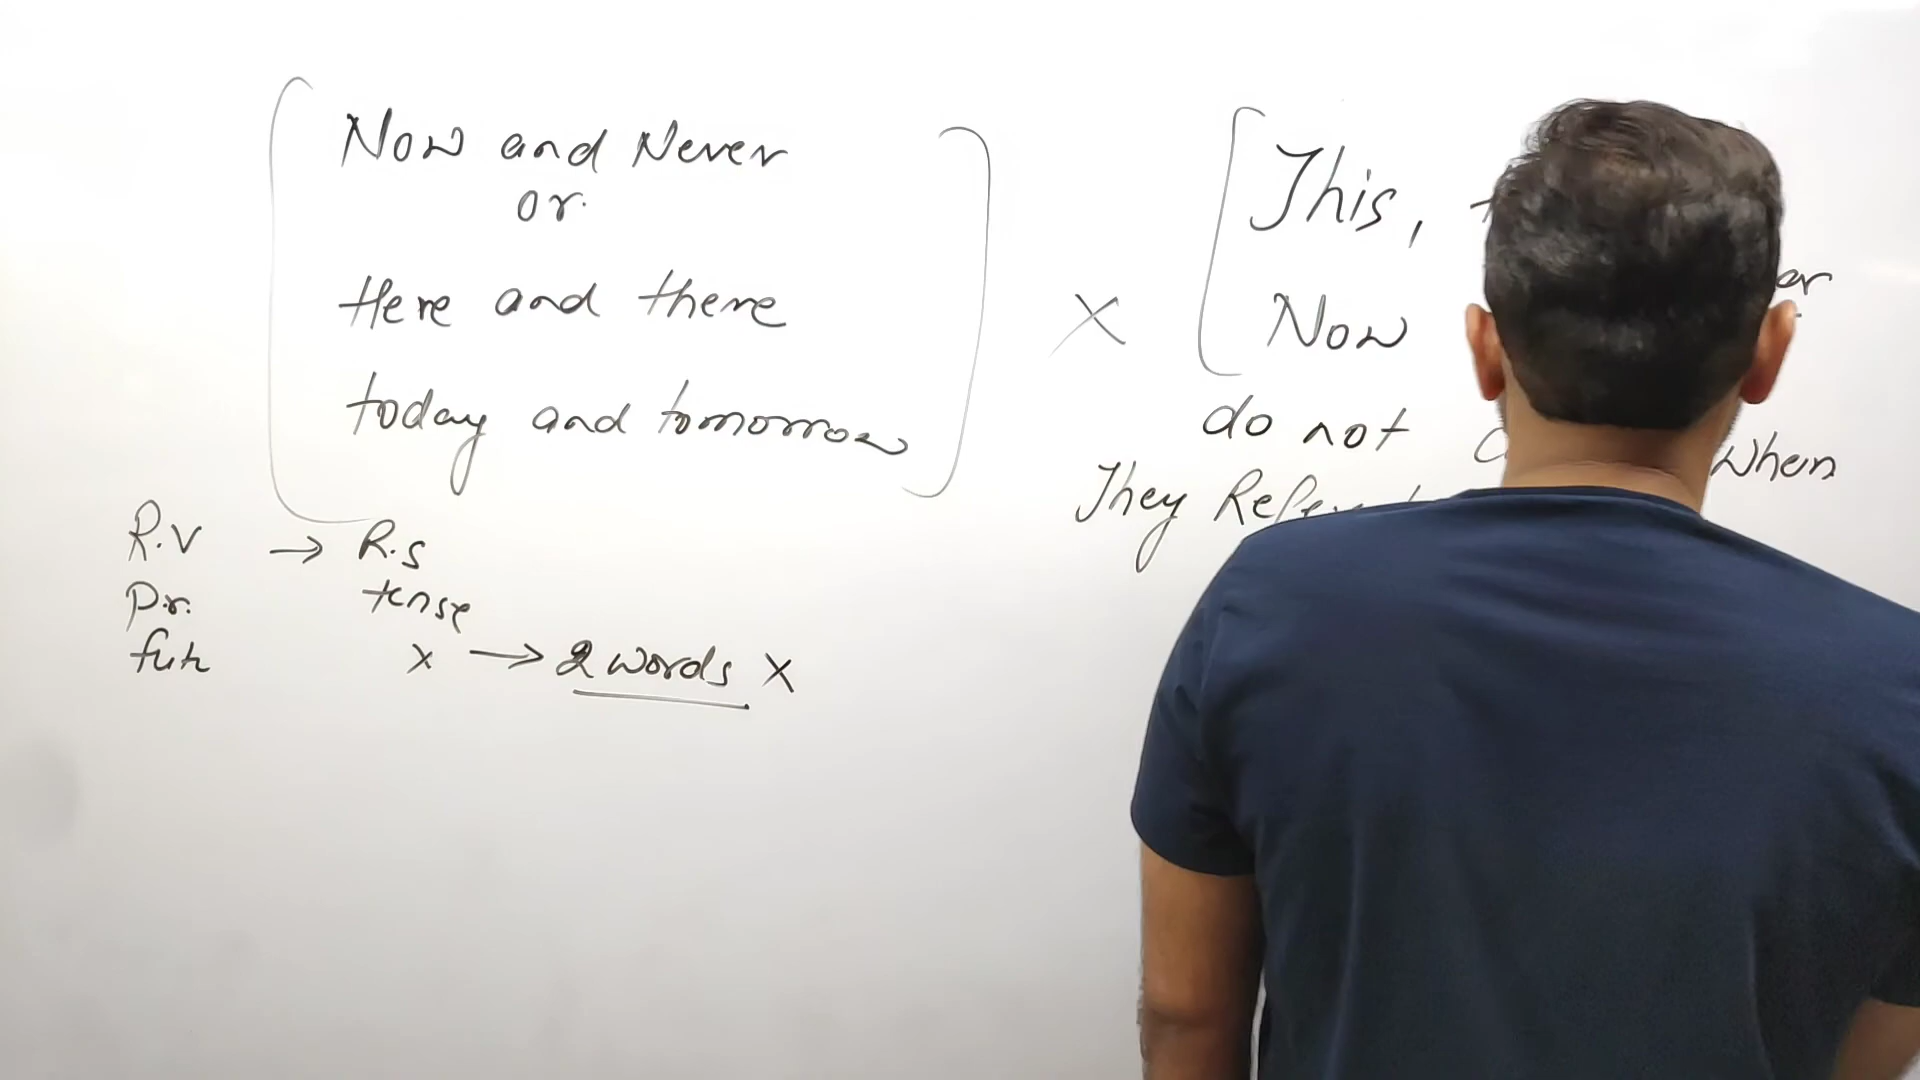 Now and Never
or
Here and there
today and tomorrow
R.V → R.S
P.r. tense
fut x → 2 words x
x
This,
Now
do not
when
They Refer